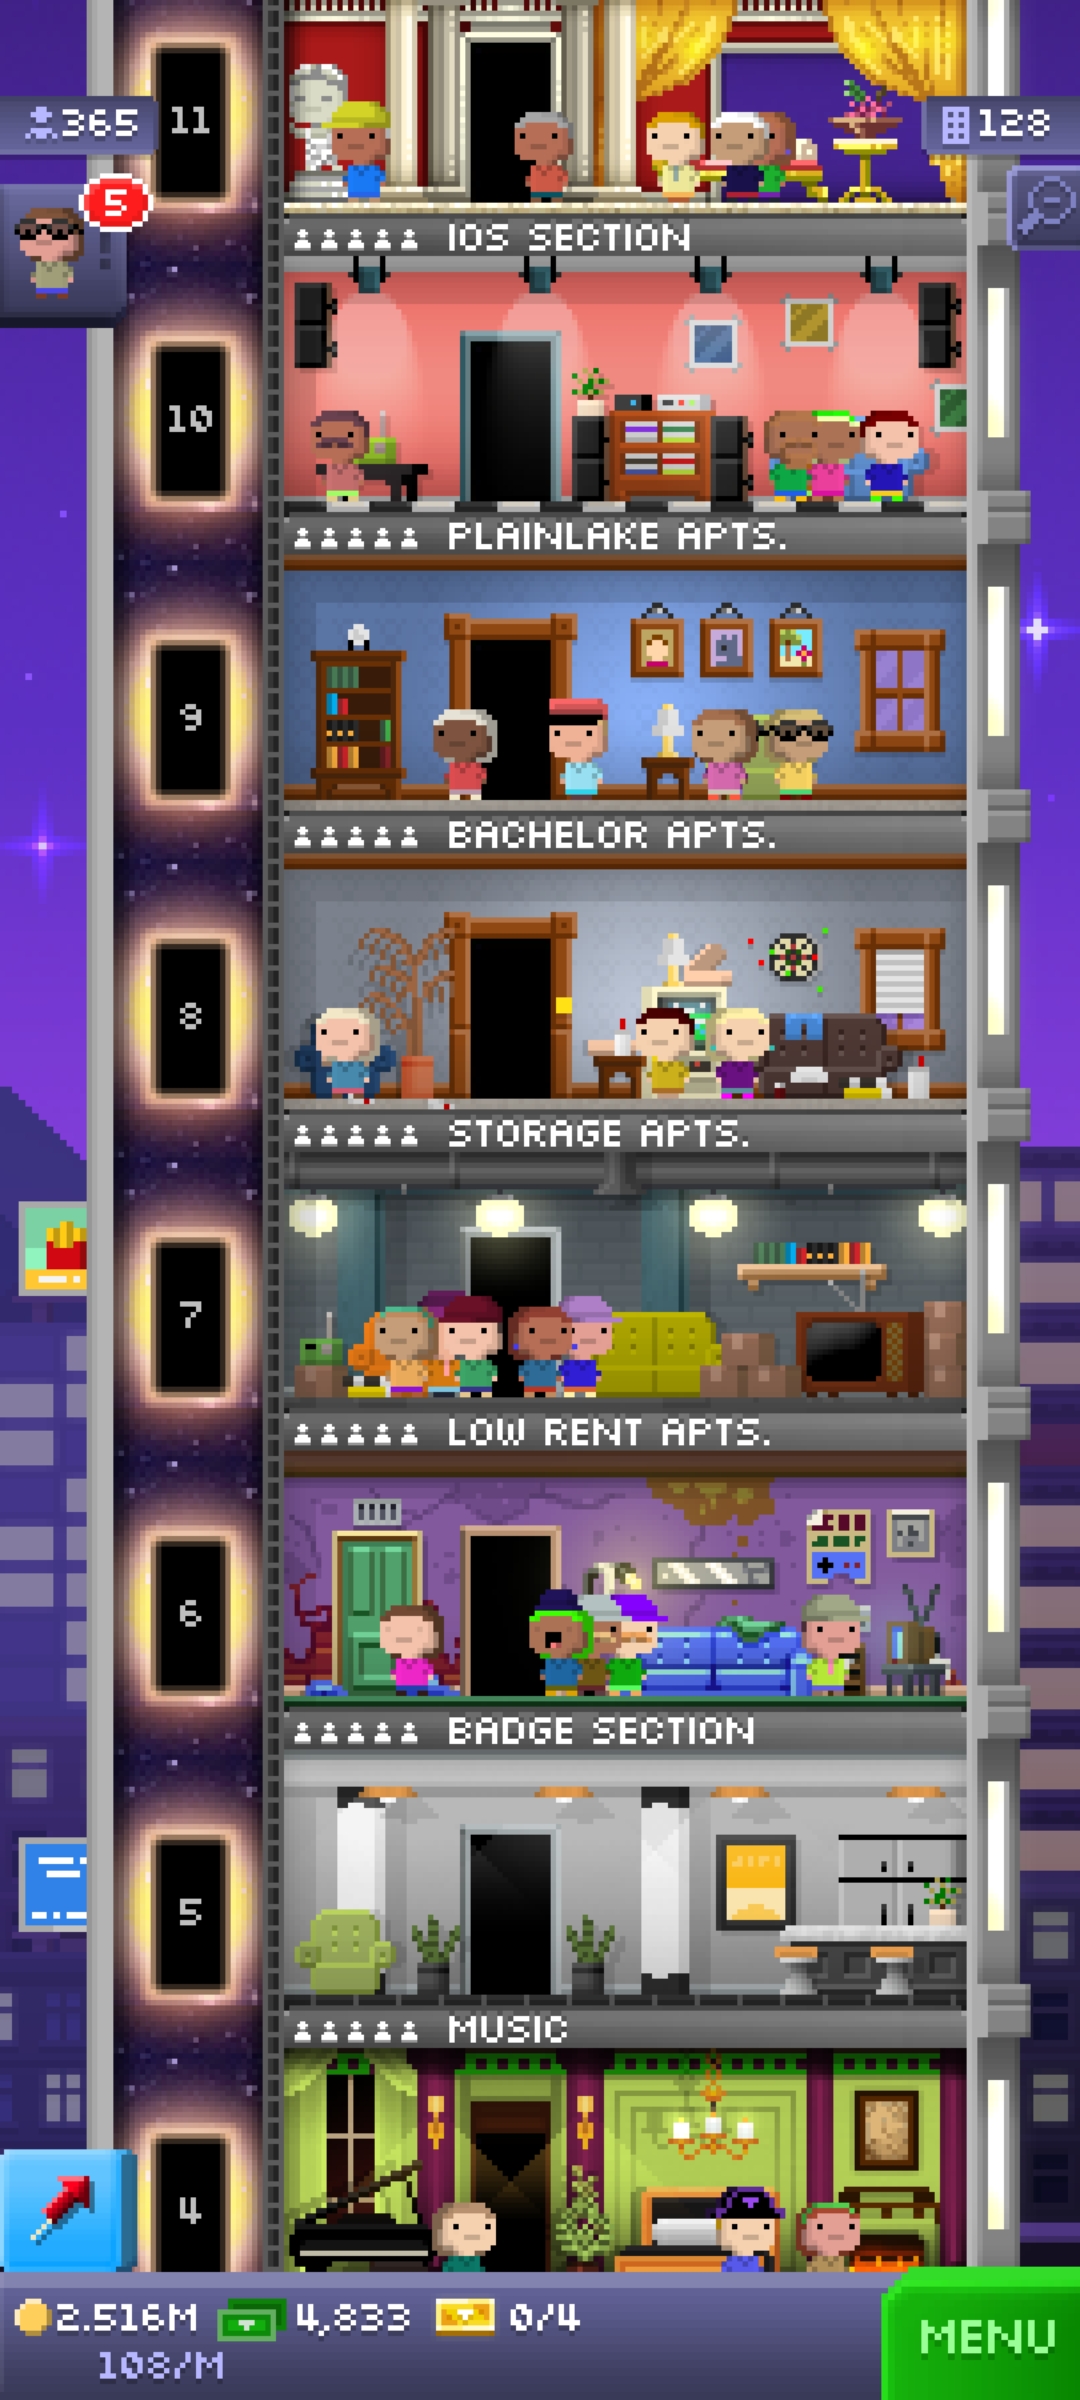 11
365
128
5
IOS SECTION
10
PLAINLAKE APTS.
9
BACHELOR APTS.
8
STORAGE APTS.
7
LOW RENT APTS.
6
BADGE SECTION
5
MUSIC
4
2.516M 4,833 0/4
108/M
MENU